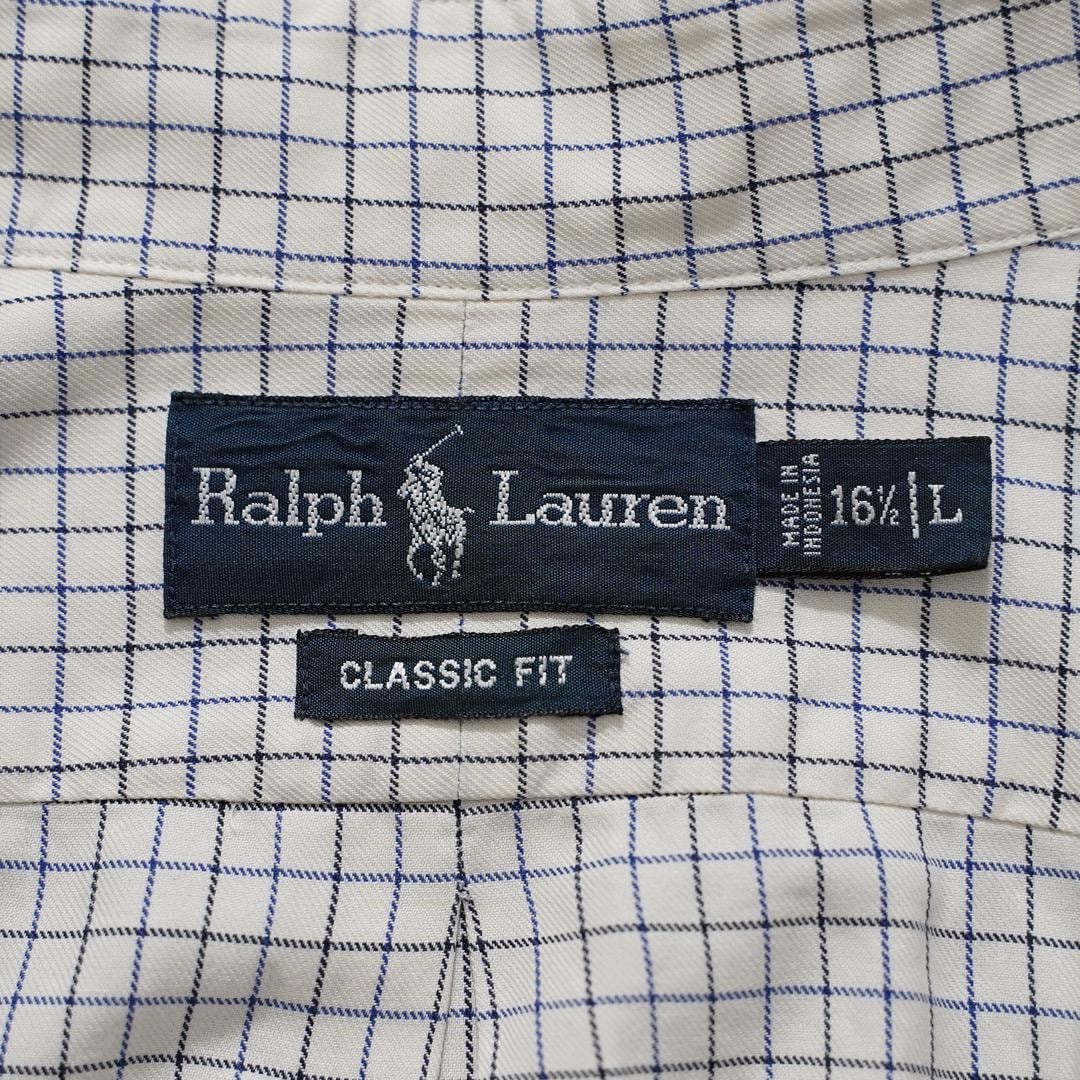 Ralph Lauren
MADE IN
INDONESIA
16½ | L
CLASSIC FIT